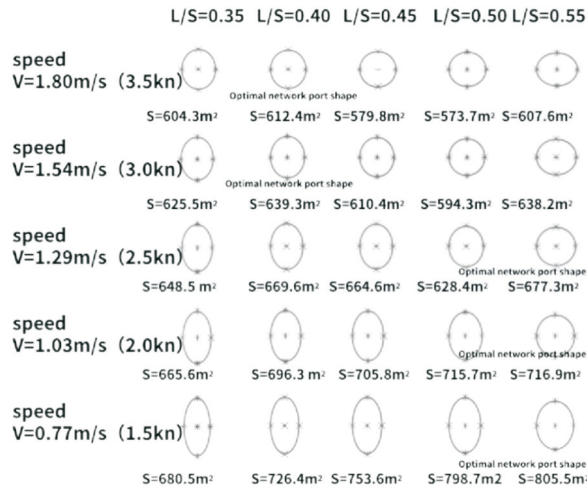 L/S=0.35 L/S=0.40 L/S=0.45 L/S=0.50 L/S=0.55
speed
V=1.80m/s (3.5kn)
Optimal network port shape
S=604.3m² S=612.4m² S=579.8m² S=573.7m² S=607.6m²
speed
V=1.54m/s (3.0kn)
Optimal network port shape
S=625.5m² S=639.3m² S=610.4m² S=594.3m² S=638.2m²
speed
V=1.29m/s (2.5kn)
Optimal network port shape
S=648.5 m² S=669.6m² S=664.6m² S=628.4m² S=677.3m²
speed
V=1.03m/s (2.0kn)
Optimal network port shape
S=665.6m² S=696.3 m² S=705.8m² S=715.7m² S=716.9m²
speed
V=0.77m/s (1.5kn)
Optimal network port shape
S=680.5m² S=726.4m² S=753.6m² S=798.7m2 S=805.5m²